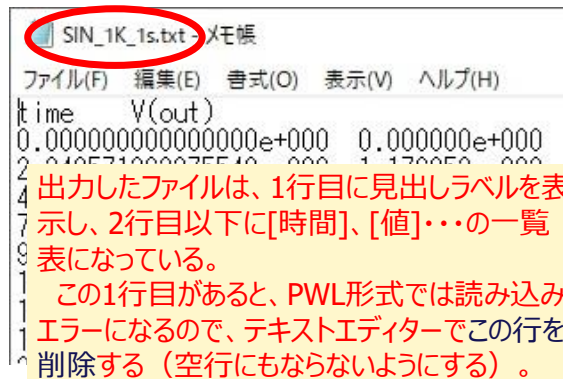 SIN_1K_1s.txt - メモ帳
ファイル(F) 編集(E) 書式(O) 表示(V) ヘルプ(H)
time V(out)
0.000000000000000e+000 0.000000e+000
出力したファイルは、1行目に見出しラベルを表
示し、2行目以下に[時間]、[値]・・・の一覧
表になっている。
この1行目があると、PWL形式では読み込み
エラーになるので、テキストエディターでこの行を
削除する（空行にもならないようにする）。